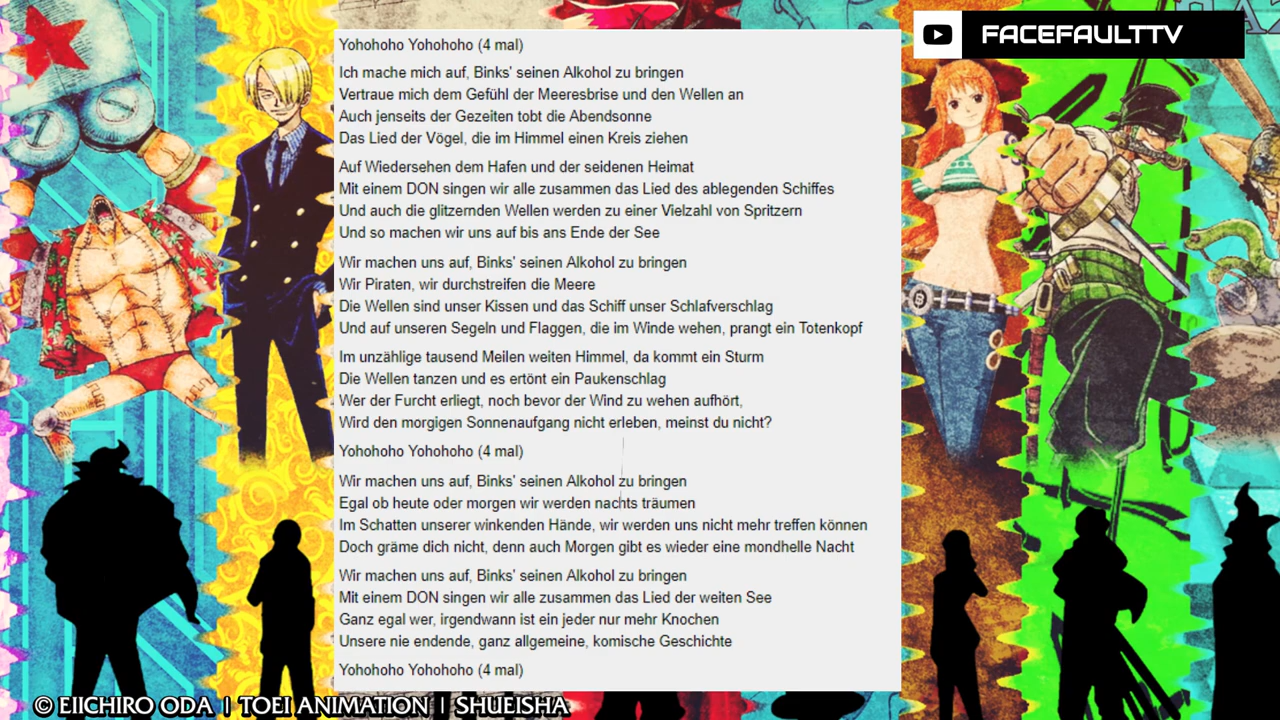 FACEFAULTTV
Yohohoho Yohohoho (4 mal)
Ich mache mich auf, Binks' seinen Alkohol zu bringen
Vertraue mich dem Gefühl der Meeresbrise und den Wellen an
Auch jenseits der Gezeiten tobt die Abendsonne
Das Lied der Vögel, die im Himmel einen Kreis ziehen
Auf Wiedersehen dem Hafen und der seidenen Heimat
Mit einem DON singen wir alle zusammen das Lied des ablegenden Schiffes
Und auch die glitzernden Wellen werden zu einer Vielzahl von Spritzern
Und so machen wir uns auf bis ans Ende der See
Wir machen uns auf, Binks' seinen Alkohol zu bringen
Wir Piraten, wir durchstreifen die Meere
Die Wellen sind unser Kissen und das Schiff unser Schlafverschlag
Und auf unseren Segeln und Flaggen, die im Winde wehen, prangt ein Totenkopf
Im unzählige tausend Meilen weiten Himmel, da kommt ein Sturm
Die Wellen tanzen und es ertönt ein Paukenschlag
Wer der Furcht erliegt, noch bevor der Wind zu wehen aufhört,
Wird den morgigen Sonnenaufgang nicht erleben, meinst du nicht?
Yohohoho Yohohoho (4 mal)
Wir machen uns auf, Binks' seinen Alkohol zu bringen
Egal ob heute oder morgen wir werden nachts träumen
Im Schatten unserer winkenden Hände, wir werden uns nicht mehr treffen können
Doch gräme dich nicht, denn auch Morgen gibt es wieder eine mondhelle Nacht
Wir machen uns auf, Binks' seinen Alkohol zu bringen
Mit einem DON singen wir alle zusammen das Lied der weiten See
Ganz egal wer, irgendwann ist ein jeder nur mehr Knochen
Unsere nie endende, ganz allgemeine, komische Geschichte
Yohohoho Yohohoho (4 mal)
© EIICHIRO ODA | TOEI ANIMATION | SHUEISHA